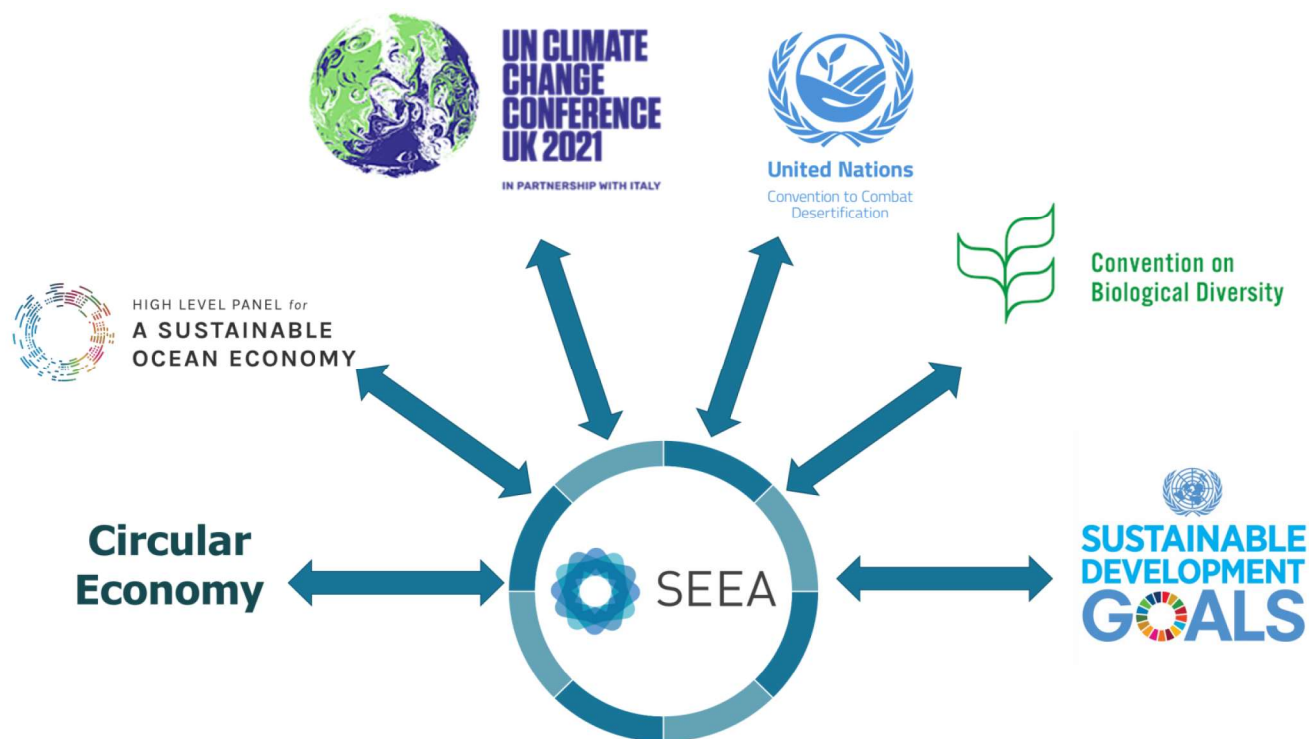 UN CLIMATE
CHANGE
CONFERENCE
UK 2021
IN PARTNERSHIP WITH ITALY
United Nations
Convention to Combat
Desertification
Convention on
Biological Diversity
HIGH LEVEL PANEL for
A SUSTAINABLE
OCEAN ECONOMY
Circular
Economy
SEEA
SUSTAINABLE
DEVELOPMENT
GOALS